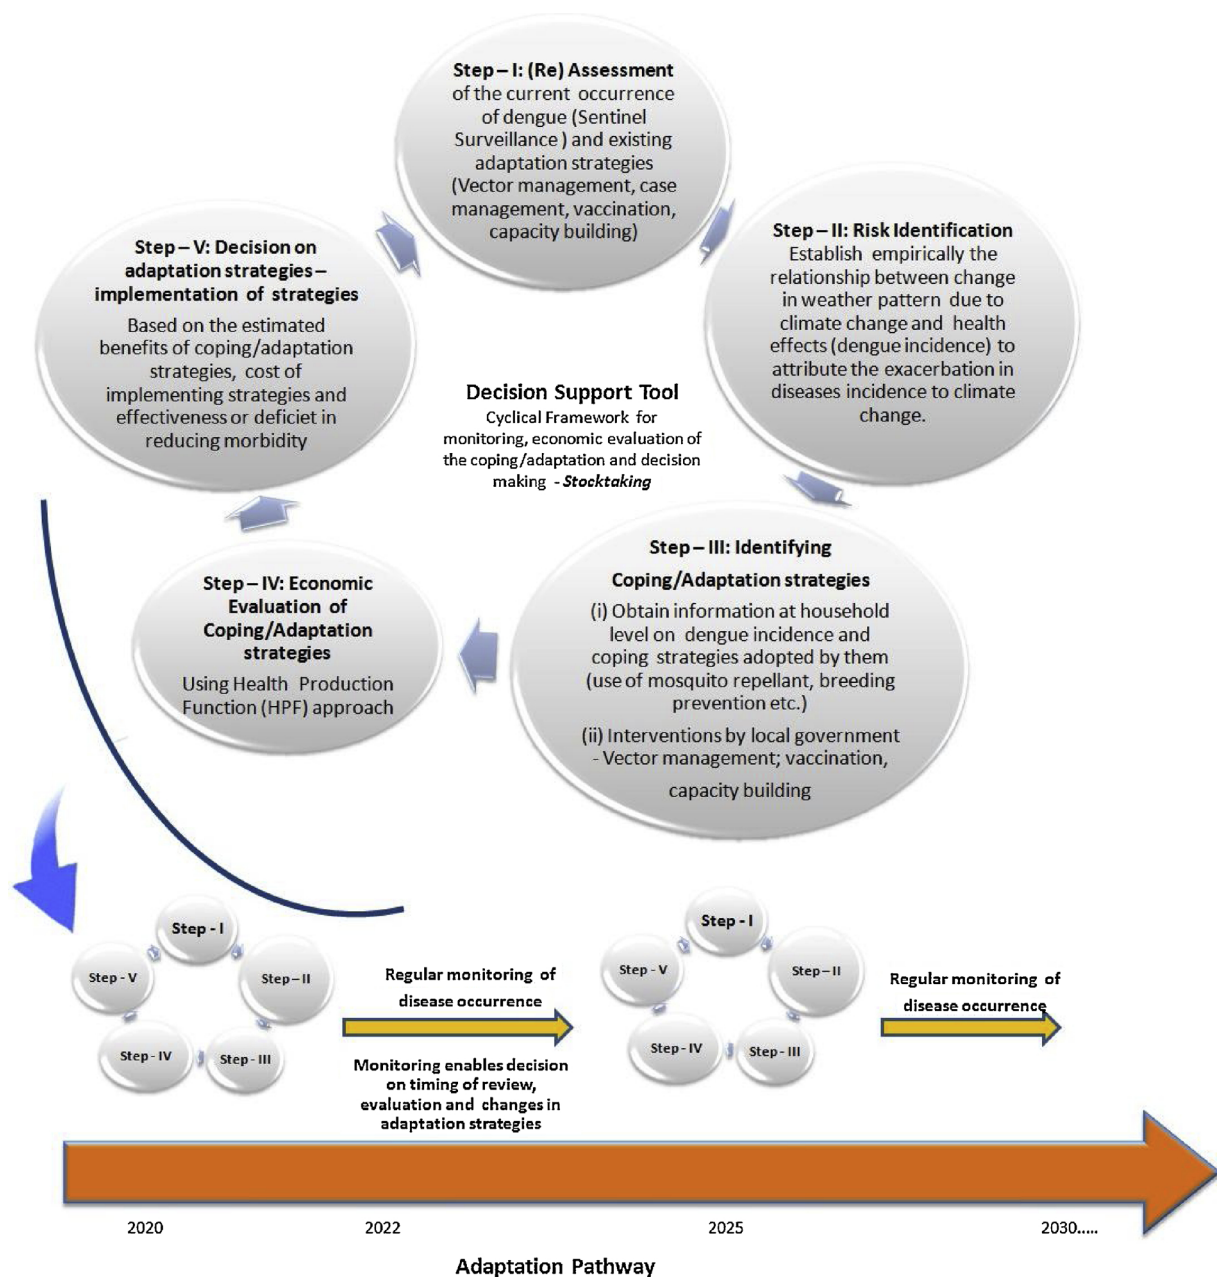 Step – I: (Re) Assessment
of the current occurrence
of dengue (Sentinel
Surveillance ) and existing
adaptation strategies
(Vector management, case
management, vaccination,
capacity building)
Step – II: Risk Identification
Establish empirically the
relationship between change
in weather pattern due to
climate change and health
effects (dengue incidence) to
attribute the exacerbation in
diseases incidence to climate
change.
Step – III: Identifying
Coping/Adaptation strategies
(i) Obtain information at household
level on dengue incidence and
coping strategies adopted by them
(use of mosquito repellant, breeding
prevention etc.)
(ii) Interventions by local government
- Vector management; vaccination,
capacity building
Step – IV: Economic
Evaluation of
Coping/Adaptation
strategies
Using Health Production
Function (HPF) approach
Step – V: Decision on
adaptation strategies –
implementation of strategies
Based on the estimated
benefits of coping/adaptation
strategies, cost of
implementing strategies and
effectiveness or deficiet in
reducing morbidity
Decision Support Tool
Cyclical Framework for
monitoring, economic evaluation of
the coping/adaptation and decision
making - Stocktaking
Step - I
Step – II
Step - III
Step - IV
Step - V
Regular monitoring of
disease occurrence
Monitoring enables decision
on timing of review,
evaluation and changes in
adaptation strategies
Step - I
Step – II
Step - III
Step - IV
Step - V
Regular monitoring of
disease occurrence
2020
2022
2025
2030.....
Adaptation Pathway